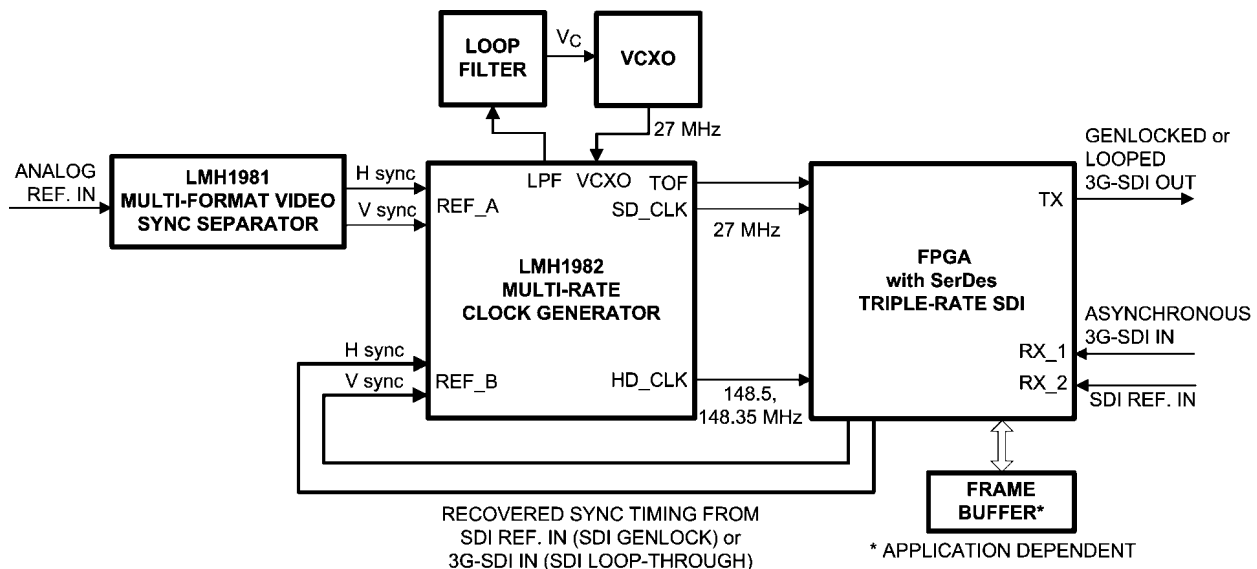 LOOP
FILTER
VC
VCXO
27 MHz
ANALOG
REF. IN
LMH1981
MULTI-FORMAT VIDEO
SYNC SEPARATOR
H sync
V sync
LPF
VCXO
REF_A
TOF
SD_CLK
27 MHz
LMH1982
MULTI-RATE
CLOCK GENERATOR
H sync
V sync
REF_B
HD_CLK
148.5,
148.35 MHz
FPGA
with SerDes
TRIPLE-RATE SDI
TX
GENLOCKED or
LOOPED
3G-SDI OUT
RX_1
ASYNCHRONOUS
3G-SDI IN
RX_2
SDI REF. IN
FRAME
BUFFER*
* APPLICATION DEPENDENT
RECOVERED SYNC TIMING FROM
SDI REF. IN (SDI GENLOCK) or
3G-SDI IN (SDI LOOP-THROUGH)